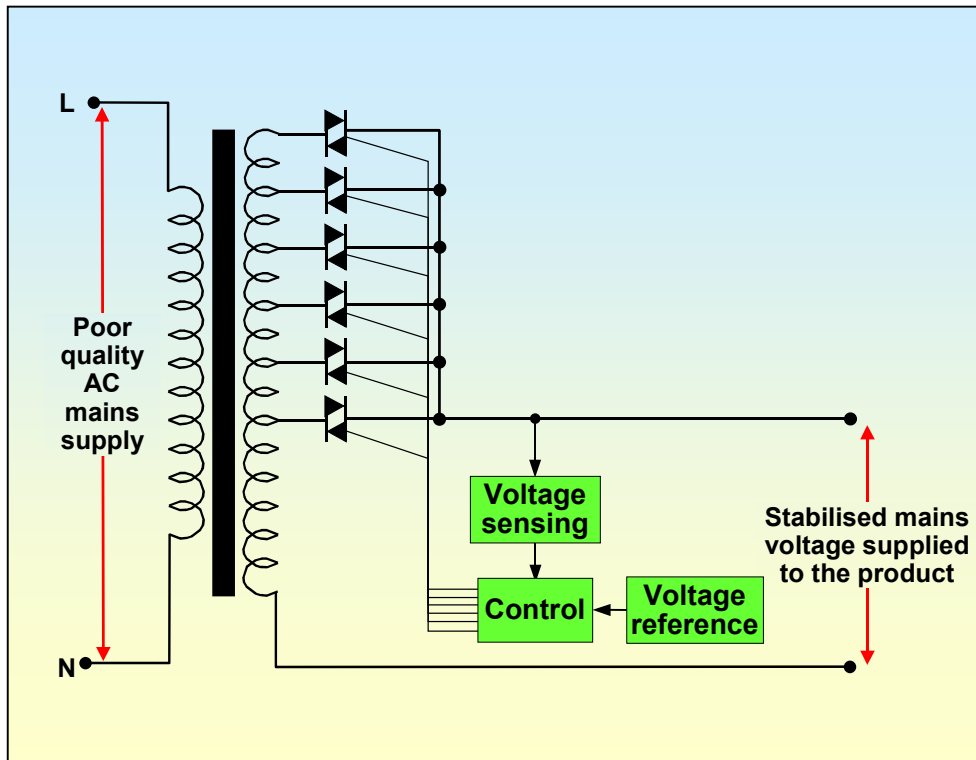 L
Poor
quality
AC
mains
supply
N
Voltage
sensing
Control
Voltage
reference
Stabilised mains
voltage supplied
to the product